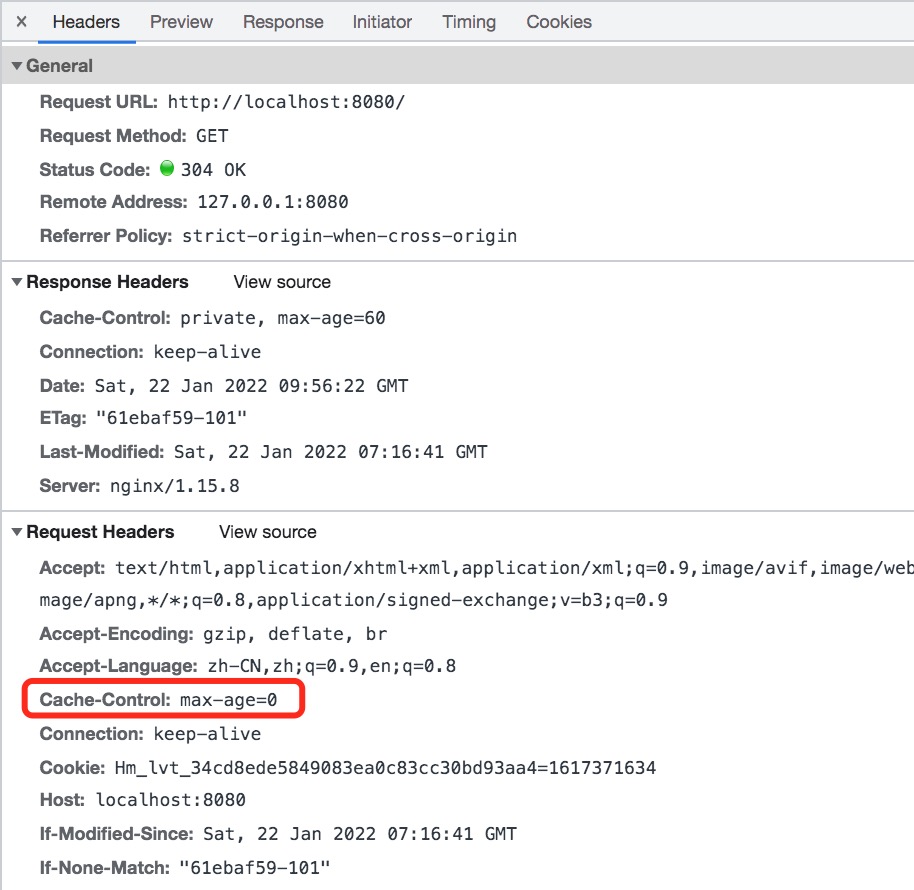 × Headers Preview Response Initiator Timing Cookies
▼General
Request URL: http://localhost:8080/
Request Method: GET
Status Code: 304 OK
Remote Address: 127.0.0.1:8080
Referrer Policy: strict-origin-when-cross-origin
▼Response Headers View source
Cache-Control: private, max-age=60
Connection: keep-alive
Date: Sat, 22 Jan 2022 09:56:22 GMT
ETag: "61ebaf59-101"
Last-Modified: Sat, 22 Jan 2022 07:16:41 GMT
Server: nginx/1.15.8
▼Request Headers View source
Accept: text/html,application/xhtml+xml,application/xml;q=0.9,image/avif,image/web
mage/apng,*/*;q=0.8,application/signed-exchange;v=b3;q=0.9
Accept-Encoding: gzip, deflate, br
Accept-Language: zh-CN,zh;q=0.9,en;q=0.8
Cache-Control: max-age=0
Connection: keep-alive
Cookie: Hm_lvt_34cd8ede5849083ea0c83cc30bd93aa4=1617371634
Host: localhost:8080
If-Modified-Since: Sat, 22 Jan 2022 07:16:41 GMT
If-None-Match: "61ebaf59-101"